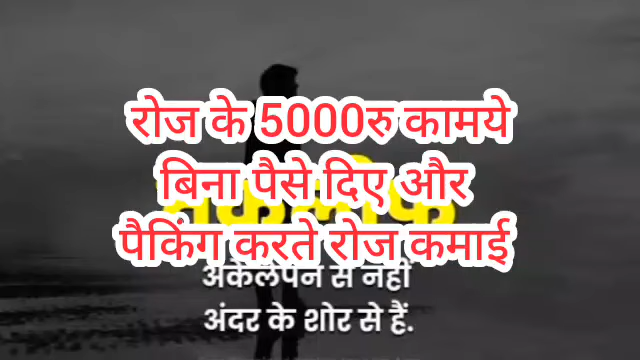 रोज के 5000रु कामये
बिना पैसे दिए और
पैकिंग करते रोज कमाई
अकेलेपन से नहीं
अंदर के शोर से हैं.